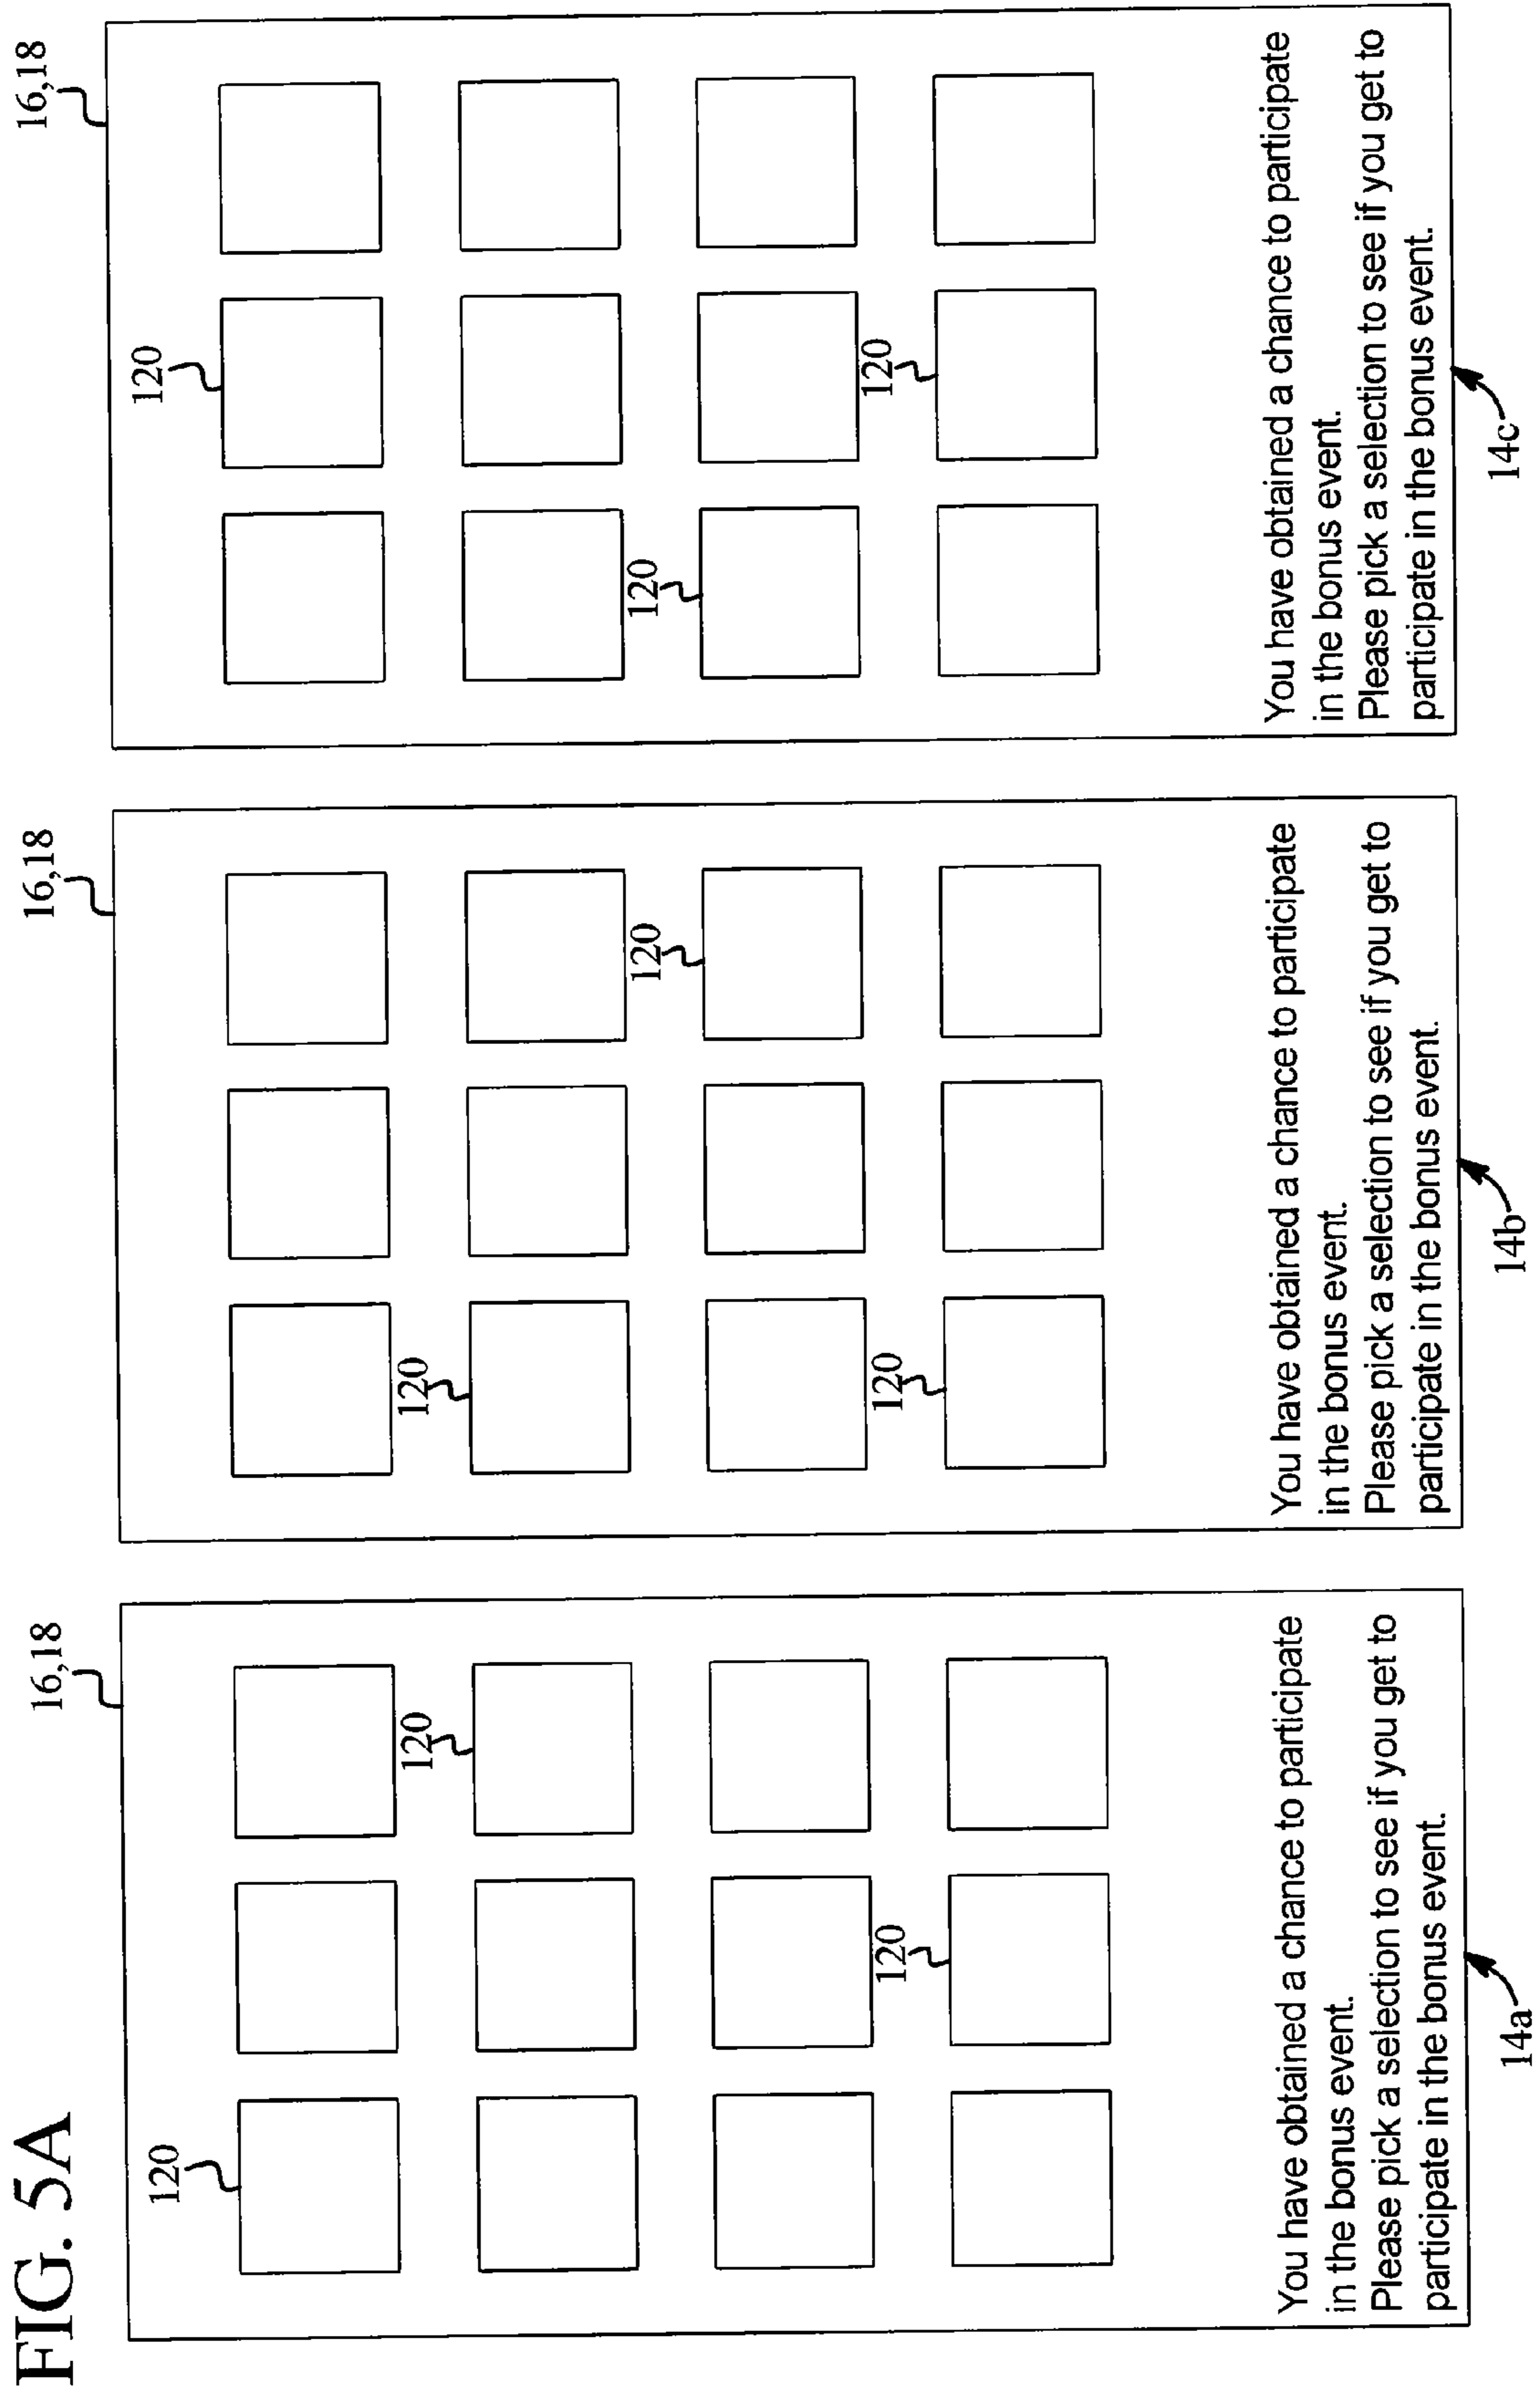 FIG. 5A
16,18
120
120
120
You have obtained a chance to participate
in the bonus event.
Please pick a selection to see if you get to
participate in the bonus event.
14a
16,18
120
120
120
You have obtained a chance to participate
in the bonus event.
Please pick a selection to see if you get to
participate in the bonus event.
14b
16,18
120
120
120
You have obtained a chance to participate
in the bonus event.
Please pick a selection to see if you get to
participate in the bonus event.
14c